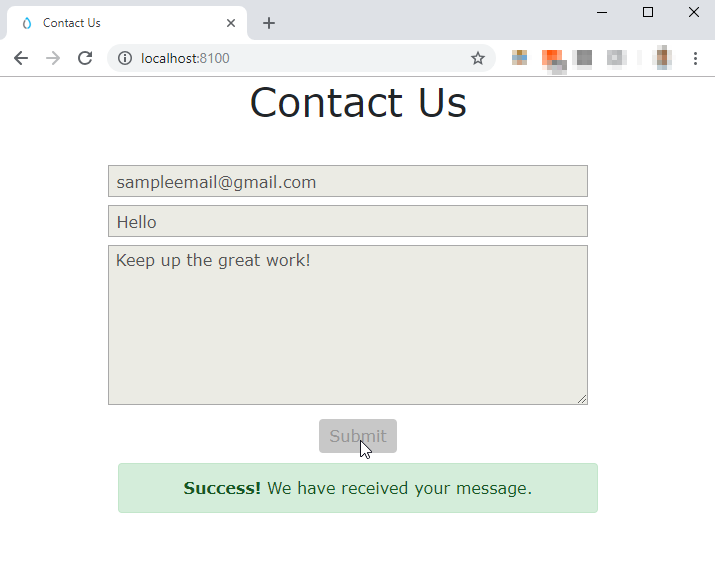 Contact Us
localhost:8100
Contact Us
sampleemail@gmail.com
Hello
Keep up the great work!
Submit
Success! We have received your message.